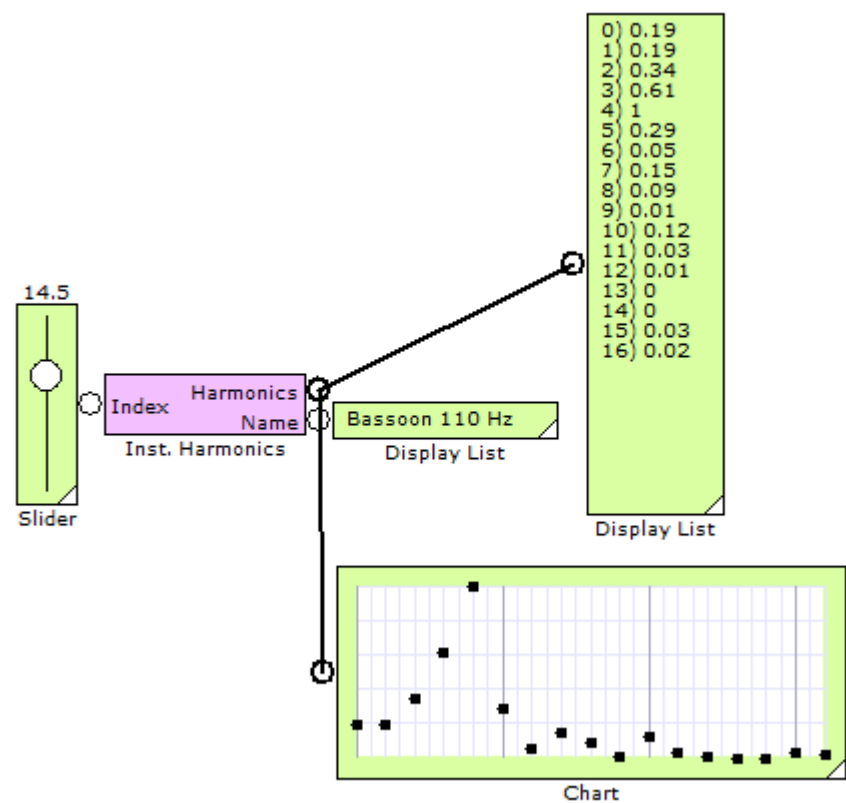 0) 0.19
1) 0.19
2) 0.34
3) 0.61
4) 1
5) 0.29
6) 0.05
7) 0.15
8) 0.09
9) 0.01
10) 0.12
11) 0.03
12) 0.01
13) 0
14) 0
15) 0.03
16) 0.02
Display List
14.5
Slider
Index
Harmonics
Name
Inst. Harmonics
Bassoon 110 Hz
Display List
Chart